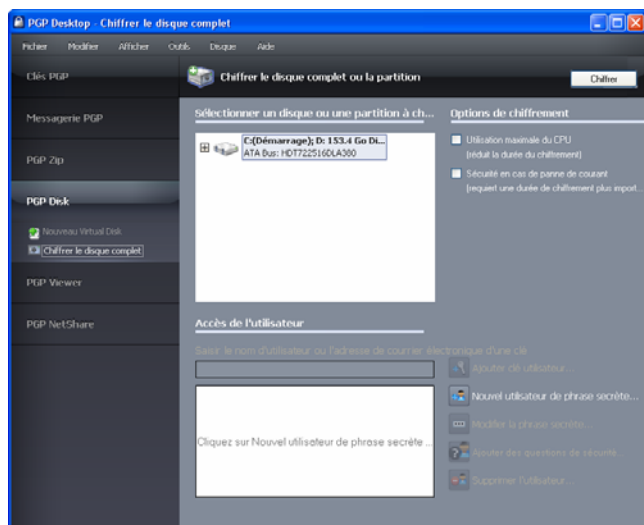 PGP Desktop - Chiffrer le disque complet
Fichier Modifier Afficher Outils Disque Aide
Clés PGP
Chiffrer le disque complet ou la partition
Chiffrer
Messagerie PGP
PGP Zip
PGP Disk
Nouveau Virtual Disk
Chiffrer le disque complet
PGP Viewer
PGP NetShare
Sélectionner un disque ou une partition à ch...
C:(Démarrage); D: 153.4 Go Di...
ATA Bus: HDT722516DLA380
Options de chiffrement
Utilisation maximale du CPU
(réduit la durée du chiffrement)
Sécurité en cas de panne de courant
(requiert une durée de chiffrement plus import...
Accès de l'utilisateur
Saisir le nom d'utilisateur ou l'adresse de courrier électronique d'une clé
Cliquez sur Nouvel utilisateur de phrase secrète ...
Ajouter clé utilisateur...
Nouvel utilisateur de phrase secrète...
Modifier la phrase secrète...
Ajouter des questions de sécurité...
Supprimer l'utilisateur...